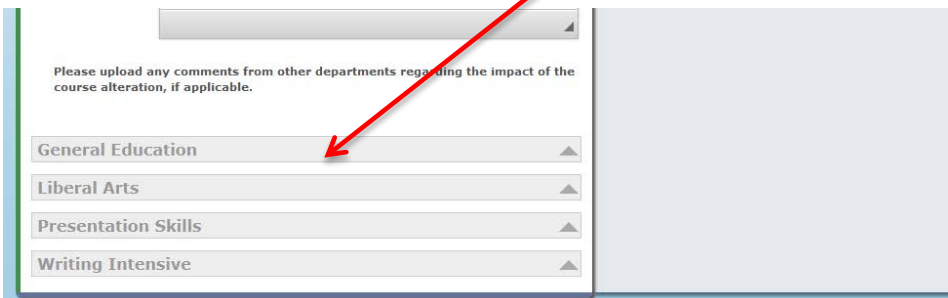 Please upload any comments from other departments regarding the impact of the
course alteration, if applicable.
General Education
Liberal Arts
Presentation Skills
Writing Intensive